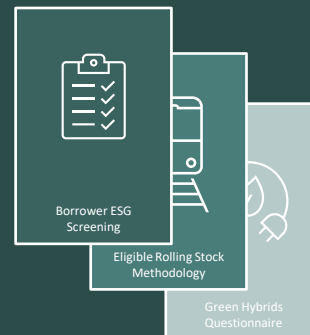 Borrower ESG
Screening
Eligible Rolling Stock
Methodology
Green Hybrids
Questionnaire